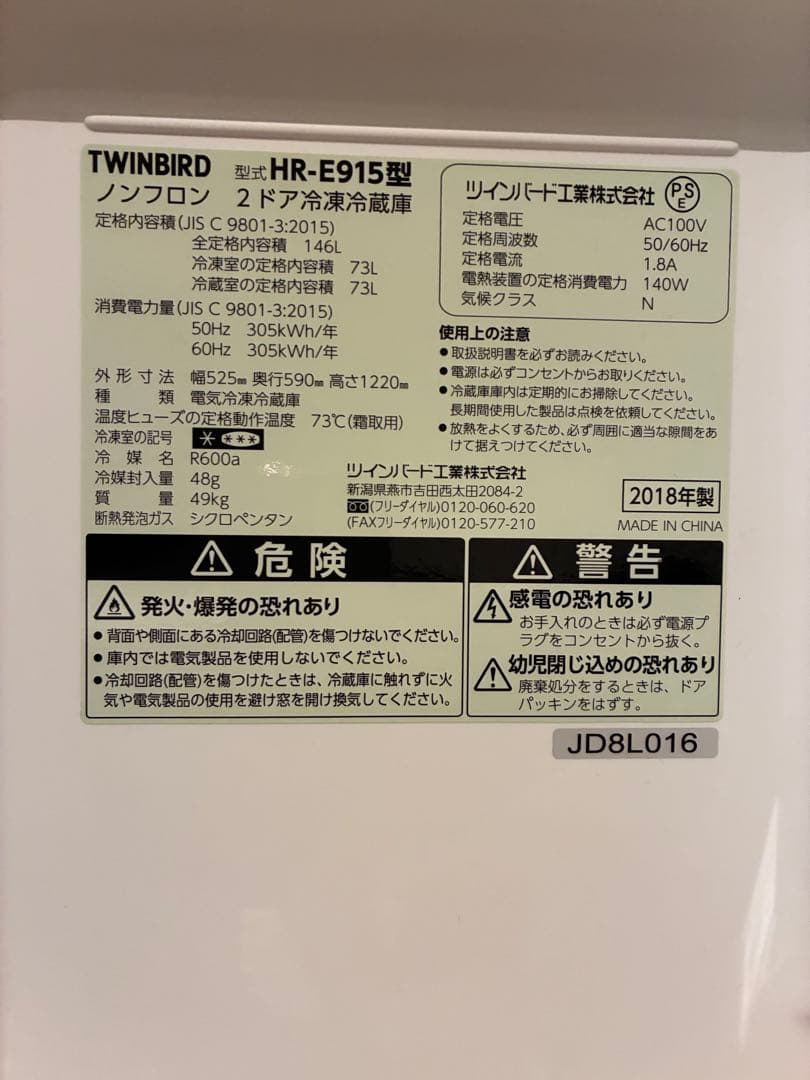 TWINBIRD 型式 HR-E915型
ノンフロン 2ドア冷凍冷蔵庫
定格内容積(JIS C 9801-3:2015)
全定格内容積 146L
冷凍室の定格内容積 73L
冷蔵室の定格内容積 73L
消費電力量(JIS C 9801-3:2015)
50Hz 305kWh/年
60Hz 305kWh/年
外形寸法 幅525mm 奥行590mm 高さ1220mm
種類 電気冷凍冷蔵庫
温度ヒューズの定格動作温度 73℃(霜取用)
冷凍室の記号
冷媒名 R600a
冷媒封入量 48g
質量 49kg
断熱発泡ガス シクロペンタン
ツインバード工業株式会社 PSE
定格電圧 AC100V
定格周波数 50/60Hz
定格電流 1.8A
電熱装置の定格消費電力 140W
気候クラス N
使用上の注意
●取扱説明書を必ずお読みください。
●電源は必ずコンセントからお取りください。
●冷蔵庫庫内は定期的にお掃除してください。
長期間使用した製品は点検を依頼してください。
●放熱をよくするため、必ず周囲に適当な隙間をあ
けて据えつけてください。
ツインバード工業株式会社
新潟県燕市吉田西太田2084-2
(フリーダイヤル)0120-060-620
(FAXフリーダイヤル)0120-577-210
2018年製
MADE IN CHINA
危険
発火・爆発の恐れあり
●背面や側面にある冷却回路(配管)を傷つけないでください。
●庫内では電気製品を使用しないでください。
●冷却回路(配管)を傷つけたときは、冷蔵庫に触れずに火
気や電気製品の使用を避け窓を開け換気してください。
警告
感電の恐れあり
お手入れのときは必ず電源プ
ラグをコンセントから抜く。
幼児閉じ込めの恐れあり
廃棄処分をするときは、ドア
パッキンをはずす。
JD8L016